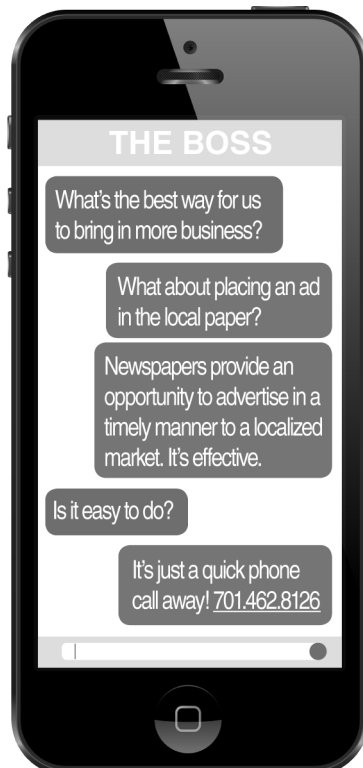 THE BOSS
What's the best way for us
to bring in more business?
What about placing an ad
in the local paper?
Newspapers provide an
opportunity to advertise in a
timely manner to a localized
market. It's effective.
Is it easy to do?
It's just a quick phone
call away! 701.462.8126